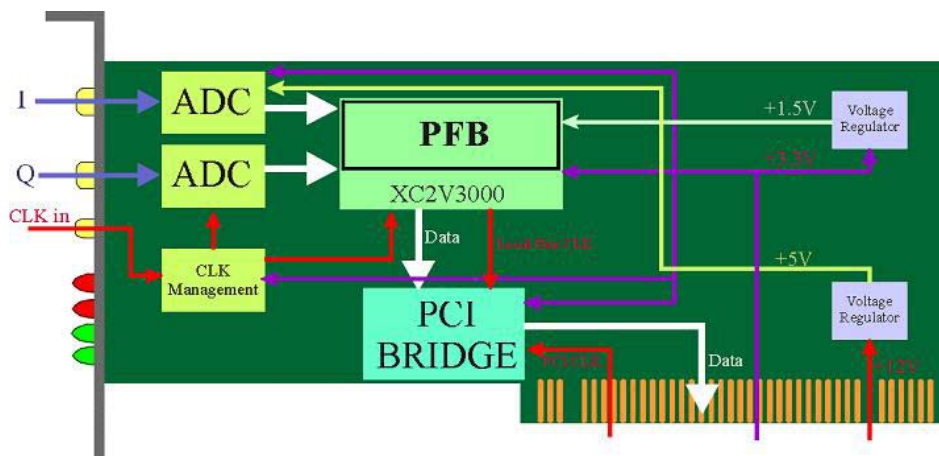 I
ADC
PFB
+1.5V
Voltage
Regulator
Q
ADC
+3.3V
XC2V3000
CLK in
Data
Local Bus CLK
CLK
Management
+5V
Voltage
Regulator
PCI
BRIDGE
Data
PCI CLK
+12V